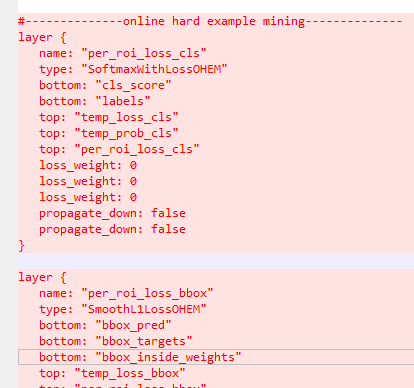 #-------------online hard example mining-------------
layer {
name: "per_roi_loss_cls"
type: "SoftmaxWithLossOHEM"
bottom: "cls_score"
bottom: "labels"
top: "temp_loss_cls"
top: "temp_prob_cls"
top: "per_roi_loss_cls"
loss_weight: 0
loss_weight: 0
loss_weight: 0
propagate_down: false
propagate_down: false
}
layer {
name: "per_roi_loss_bbox"
type: "SmoothL1LossOHEM"
bottom: "bbox_pred"
bottom: "bbox_targets"
bottom: "bbox_inside_weights"
top: "temp_loss_bbox"
top: "per_roi_loss_bbox"